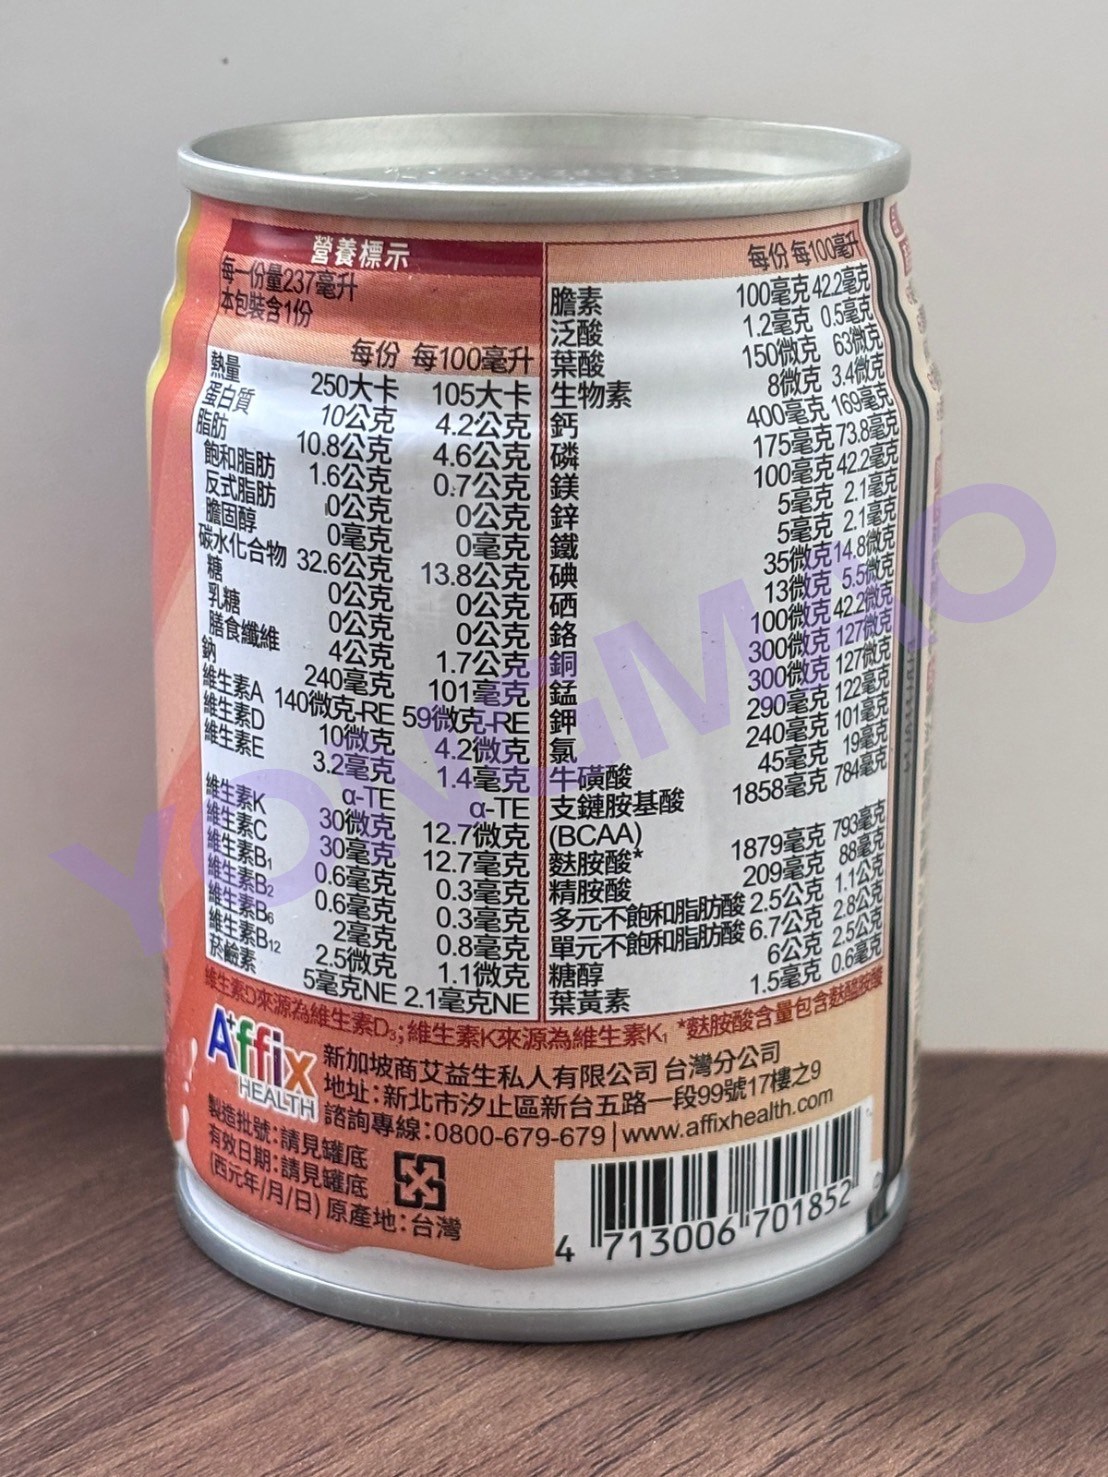 營養標示
每一份量237毫升
本包裝含1份
每份 每100毫升
熱量 250大卡 105大卡
蛋白質 10公克 4.2公克
脂肪 10.8公克 4.6公克
飽和脂肪 1.6公克 0.7公克
反式脂肪 0公克 0公克
膽固醇 0毫克 0毫克
碳水化合物 32.6公克 13.8公克
糖 0公克 0公克
乳糖 0公克 0公克
膳食纖維 4公克 1.7公克
鈉 240毫克 101毫克
維生素A 140微克-RE 59微克-RE
維生素D 10微克 4.2微克
維生素E 3.2毫克 1.4毫克
α-TE α-TE
維生素K 30微克 12.7微克
維生素C 30毫克 12.7毫克
維生素B1 0.6毫克 0.3毫克
維生素B2 0.6毫克 0.3毫克
維生素B6 2毫克 0.8毫克
維生素B12 2.5微克 1.1微克
菸鹼素 5毫克NE 2.1毫克NE
每份 每100毫升
膽素 100毫克 42.2毫克
泛酸 1.2毫克 0.5毫克
葉酸 150微克 63微克
生物素 8微克 3.4微克
鈣 400毫克 169毫克
磷 175毫克 73.8毫克
鎂 100毫克 42.2毫克
鋅 5毫克 2.1毫克
鐵 5毫克 2.1毫克
碘 35微克 14.8微克
硒 13微克 5.5微克
鉻 100微克 42.2微克
銅 300微克 127微克
錳 300微克 127微克
鉀 290毫克 122毫克
氯 240毫克 101毫克
牛磺酸 45毫克 19毫克
支鏈胺基酸 1858毫克 784毫克
(BCAA)
麩胺酸* 1879毫克 793毫克
精胺酸 209毫克 88毫克
多元不飽和脂肪酸 2.5公克 1.1公克
單元不飽和脂肪酸 6.7公克 2.8公克
糖醇 6公克 2.5公克
葉黃素 1.5毫克 0.6毫克
維生素D來源為維生素D3;維生素K來源為維生素K1 *麩胺酸含量包含麩醯胺酸
A+ffix HEALTH
新加坡商艾益生私人有限公司 台灣分公司
地址:新北市汐止區新台五路一段99號17樓之9
諮詢專線:0800-679-679|www.affixhealth.com
製造批號:請見罐底
有效日期:請見罐底
(西元年/月/日) 原產地:台灣
4 713006 701852
YONGMAO